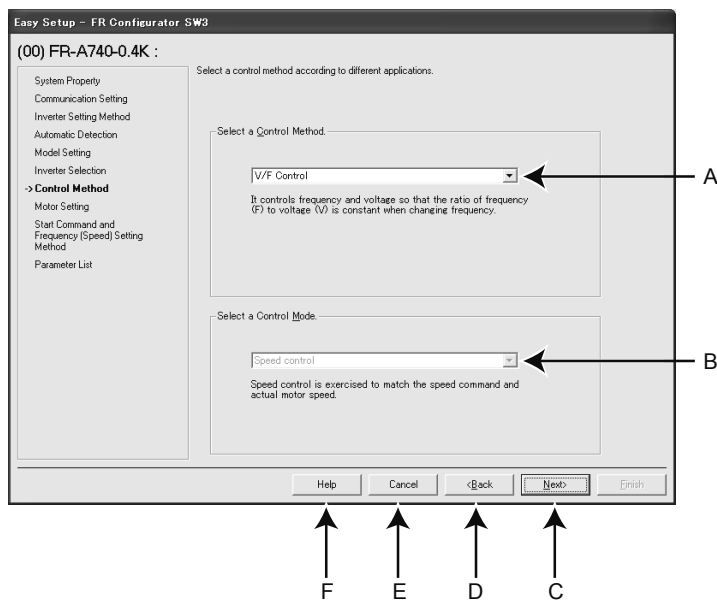 Easy Setup - FR Configurator SW3
(00) FR-A740-0.4K :
System Property
Communication Setting
Inverter Setting Method
Automatic Detection
Model Setting
Inverter Selection
-> Control Method
Motor Setting
Start Command and
Frequency (Speed) Setting
Method
Parameter List
Select a control method according to different applications.
Select a Control Method.
V/F Control
A
It controls frequency and voltage so that the ratio of frequency
(F) to voltage (V) is constant when changing frequency.
Select a Control Mode.
Speed control
B
Speed control is exercised to match the speed command and
actual motor speed.
Help
Cancel
<Back
Next>
Finish
F
E
D
C